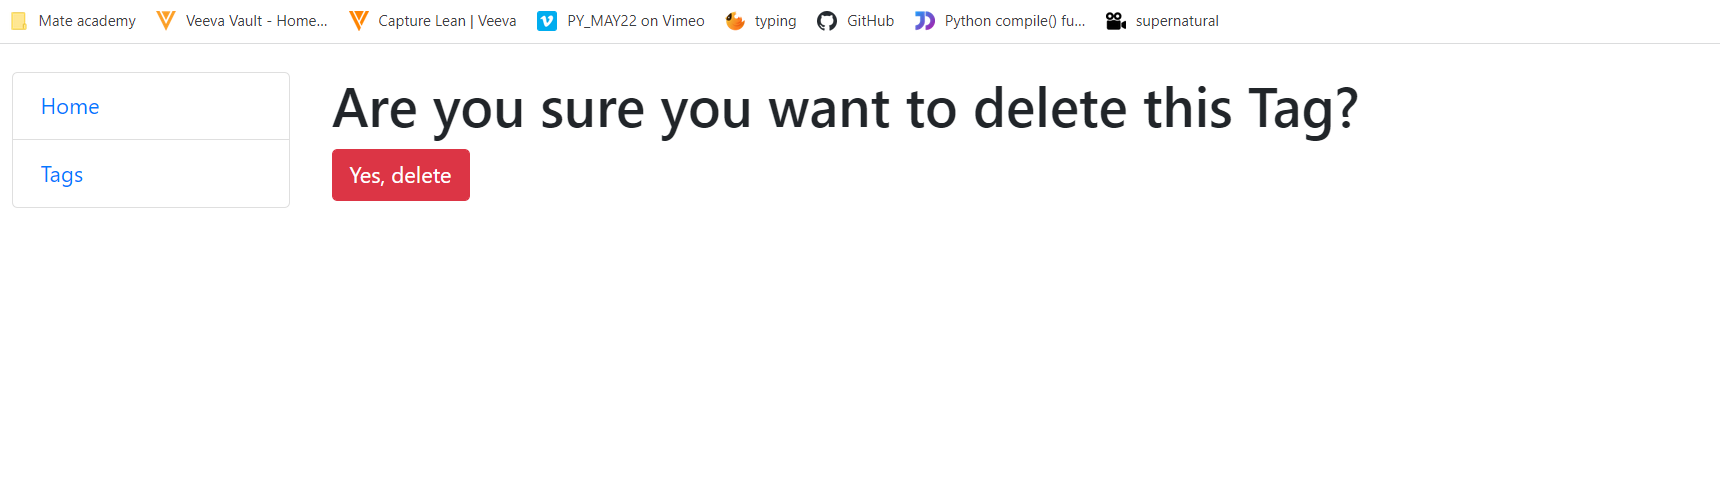 Mate academy Veeva Vault - Home... Capture Lean | Veeva PY_MAY22 on Vimeo typing GitHub Python compile() fu... supernatural
Home
Tags
Are you sure you want to delete this Tag?
Yes, delete